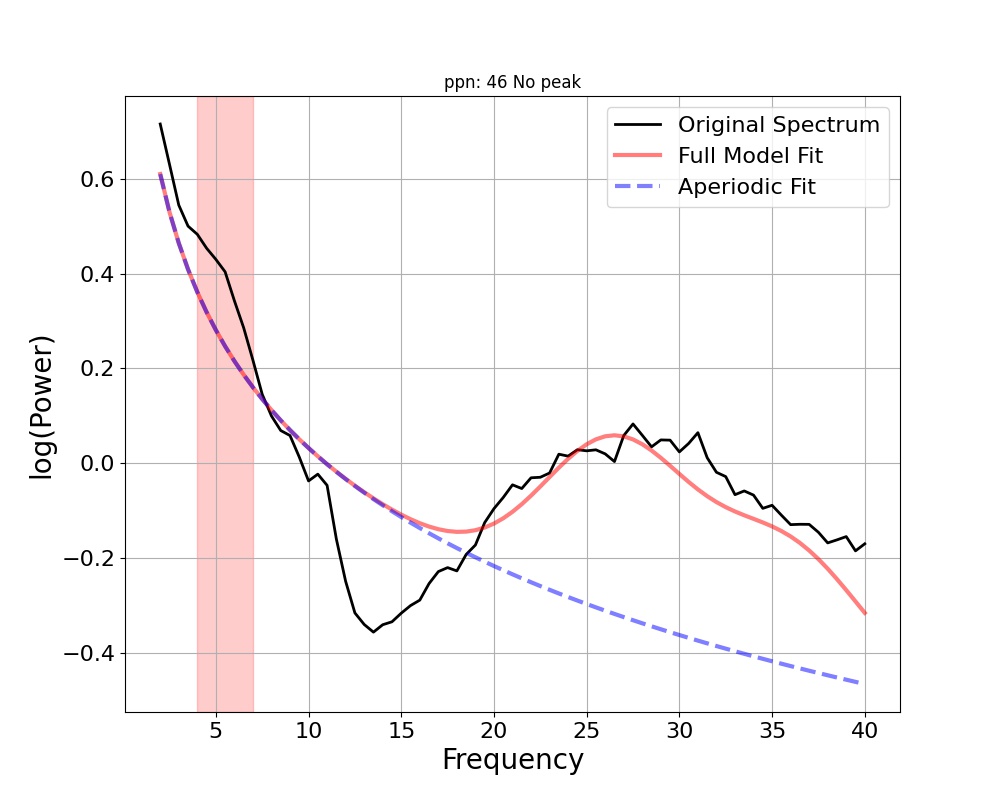 ppn: 46 No peak
Original Spectrum
Full Model Fit
Aperiodic Fit
log(Power)
0.6
0.4
0.2
0.0
−0.2
−0.4
5 10 15 20 25 30 35 40
Frequency